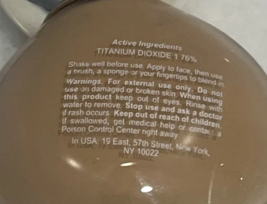 Active Ingredients
TITANIUM DIOXIDE 1.76%
Shake well before use. Apply to face, then use
a brush, a sponge or your fingertips to blend in.
Warnings. For external use only. Do not
use on damaged or broken skin. When using
this product keep out of eyes. Rinse with
water to remove. Stop use and ask a doctor
if rash occurs. Keep out of reach of children.
If swallowed, get medical help or contact a
Poison Control Center right away.
In USA, 19 East, 57th Street, New York,
NY 10022